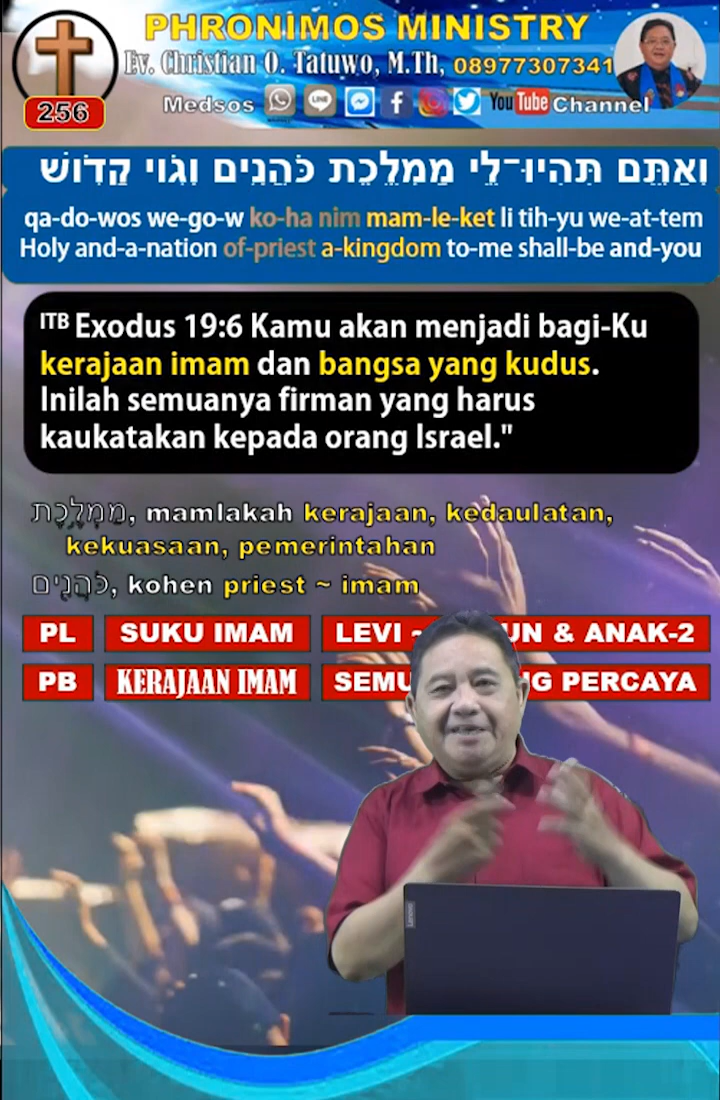 PHRONIMOS MINISTRY
Ev. Christian O. Tatuwo, M.Th, 08977307341
256
Medsos LINE f You Tube Channel
וְאַתֶּם תִּהְיוּ־לִי מַמְלֶכֶת כֹּהֲנִים וְגוֹי קָדוֹשׁ
qa-do-wos we-go-w ko-ha nim mam-le-ket li tih-yu we-at-tem
Holy and-a-nation of-priest a-kingdom to-me shall-be and-you
ITB Exodus 19:6 Kamu akan menjadi bagi-Ku
kerajaan imam dan bangsa yang kudus.
Inilah semuanya firman yang harus
kaukatakan kepada orang Israel."
מַמְלֶכֶת, mamlakah kerajaan, kedaulatan,
kekuasaan, pemerintahan
כֹּהֲנִים, kohen priest ~ imam
PL SUKU IMAM LEVI ~ UN & ANAK-2
PB KERAJAAN IMAM SEMU G PERCAYA
Lenovo